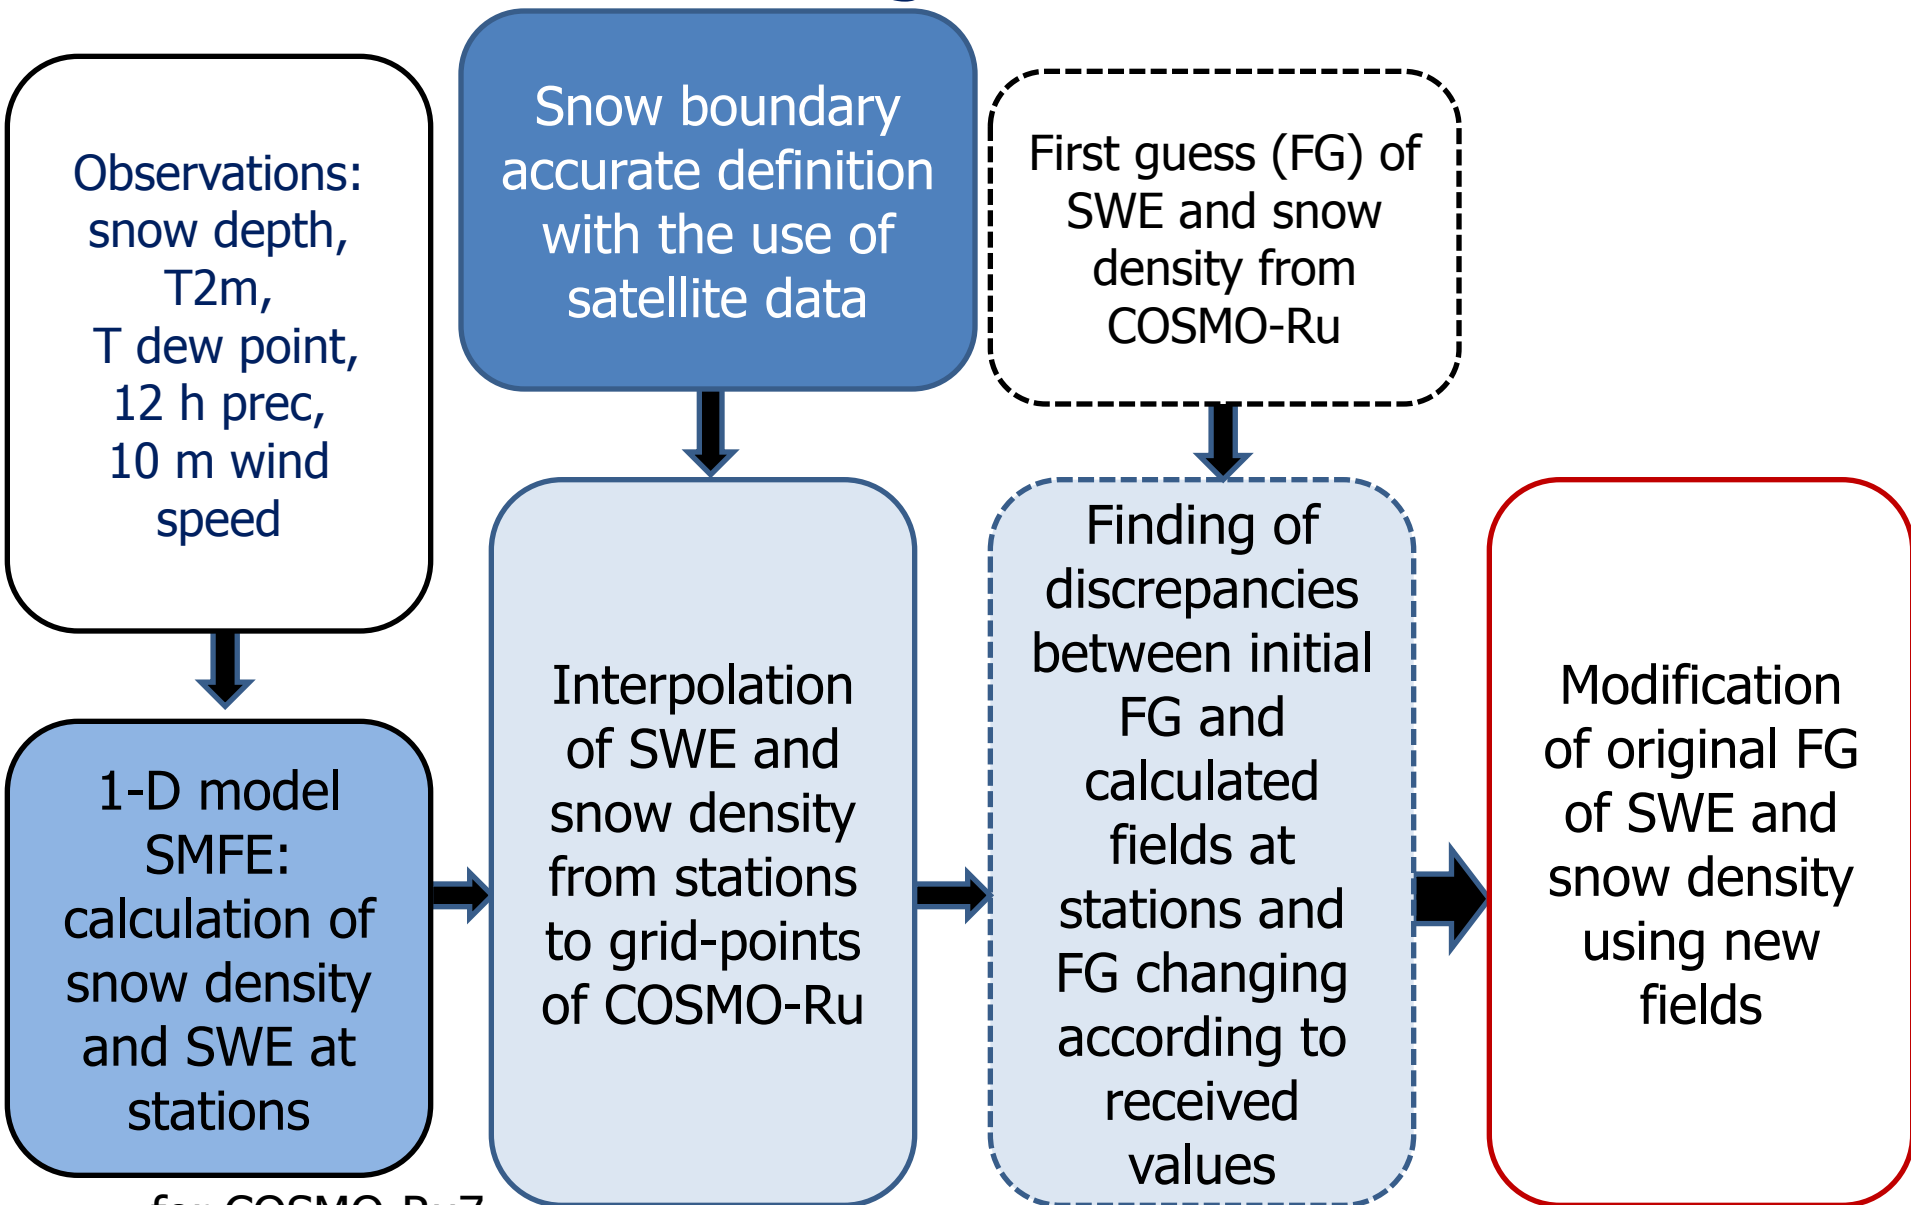 Observations:
snow depth,
T2m,
T dew point,
12 h prec,
10 m wind
speed
Snow boundary
accurate definition
with the use of
satellite data
First guess (FG) of
SWE and snow
density from
COSMO-Ru
1-D model
SMFE:
calculation of
snow density
and SWE at
stations
Interpolation
of SWE and
snow density
from stations
to grid-points
of COSMO-Ru
Finding of
discrepancies
between initial
FG and
calculated
fields at
stations and
FG changing
according to
received
values
Modification
of original FG
of SWE and
snow density
using new
fields
for COSMO-Ru7